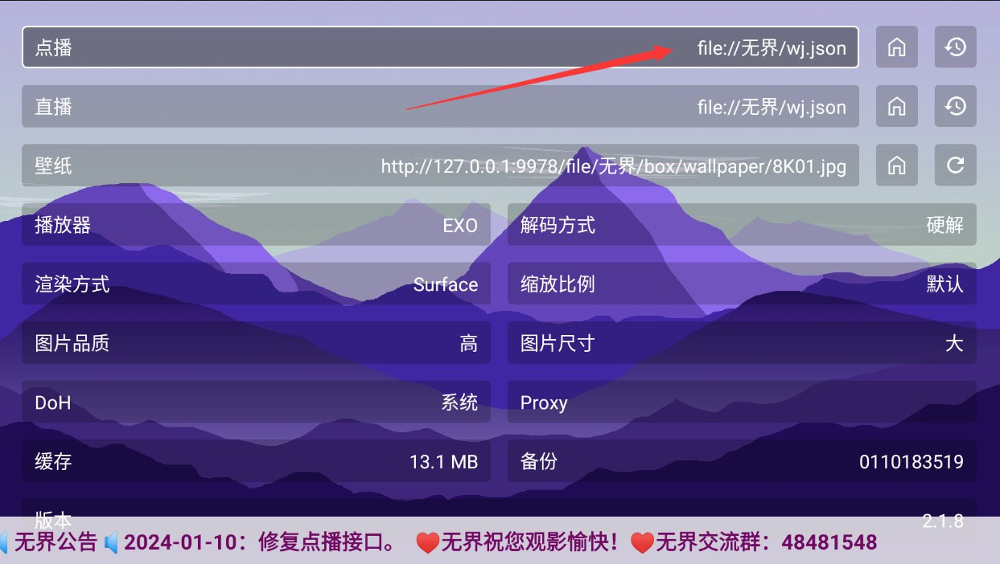 点播 file://无界/wj.json
直播 file://无界/wj.json
壁纸 http://127.0.0.1:9978/file/无界/box/wallpaper/8K01.jpg
播放器 EXO 解码方式 硬解
渲染方式 Surface 缩放比例 默认
图片品质 高 图片尺寸 大
DoH 系统 Proxy
缓存 13.1 MB 备份 0110183519
版本 2.1.8
无界公告 2024-01-10：修复点播接口。 无界祝您观影愉快！ 无界交流群：48481548